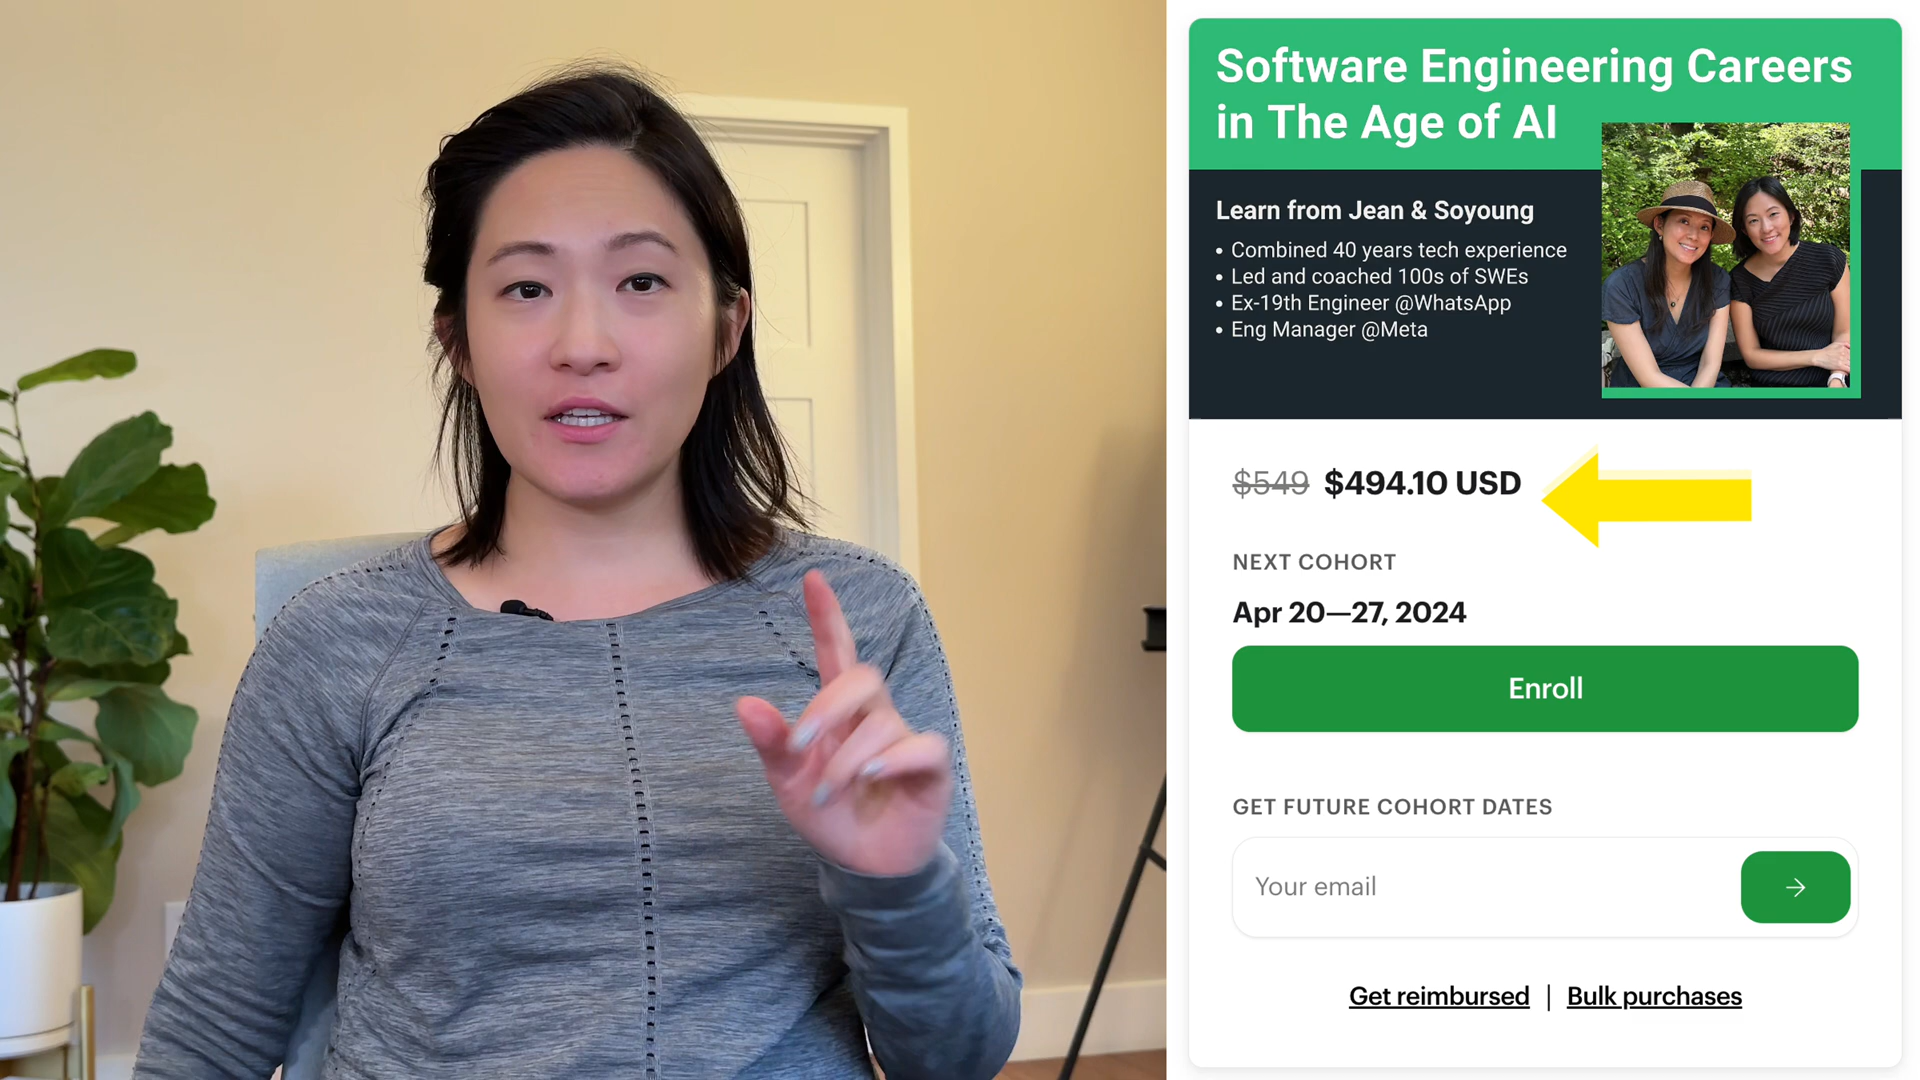 Software Engineering Careers
in The Age of AI
Learn from Jean & Soyoung
• Combined 40 years tech experience
• Led and coached 100s of SWEs
• Ex-19th Engineer @WhatsApp
• Eng Manager @Meta
$549 $494.10 USD
NEXT COHORT
Apr 20—27, 2024
Enroll
GET FUTURE COHORT DATES
Your email
Get reimbursed | Bulk purchases